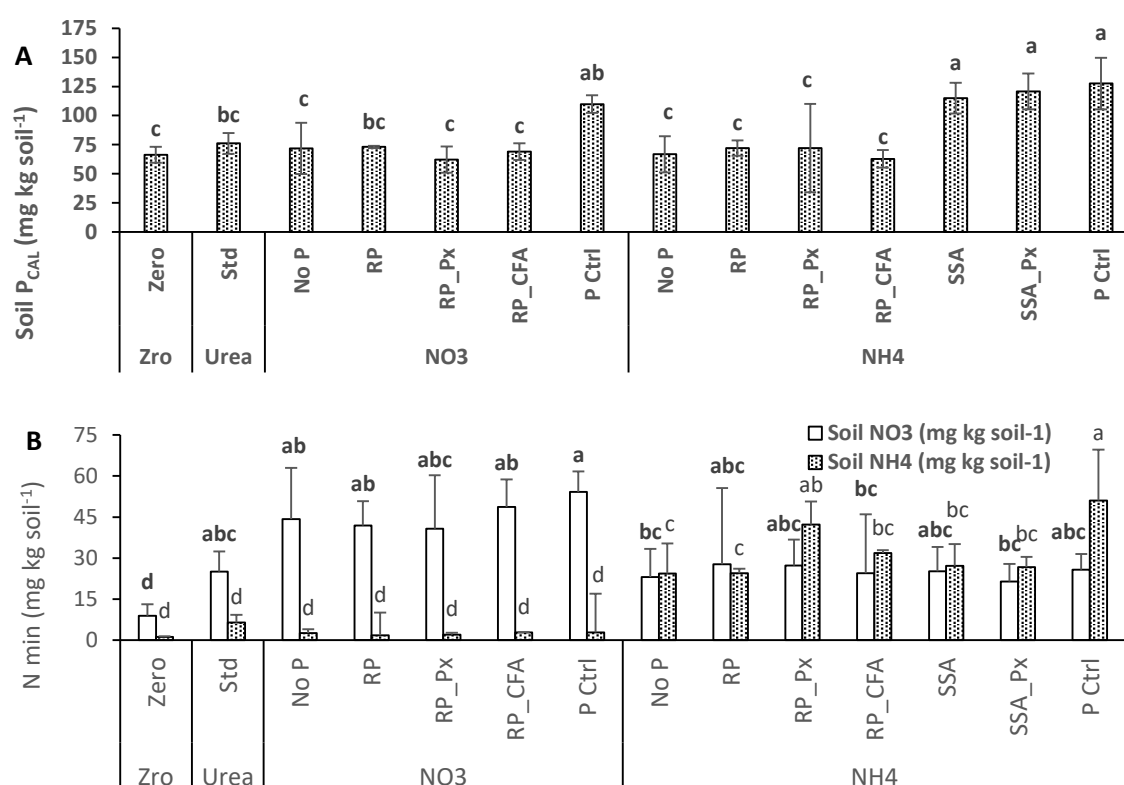 A
Soil PCAL (mg kg soil-1)
175
150
125
100
75
50
25
0
c
bc
c
bc
c
c
ab
c
c
c
c
a
a
a
Zero
Std
No P
RP
RP_Px
RP_CFA
P Ctrl
No P
RP
RP_Px
RP_CFA
SSA
SSA_Px
P Ctrl
Zro
Urea
NO3
NH4
B
N min (mg kg soil-1)
75
60
45
30
15
0
Soil NO3 (mg kg soil-1)
Soil NH4 (mg kg soil-1)
d
d
abc
d
ab
d
ab
d
abc
d
ab
d
a
d
bc
c
abc
c
abc
ab
bc
bc
abc
bc
bc
bc
abc
a
Zero
Std
No P
RP
RP_Px
RP_CFA
P Ctrl
No P
RP
RP_Px
RP_CFA
SSA
SSA_Px
P Ctrl
Zro
Urea
NO3
NH4